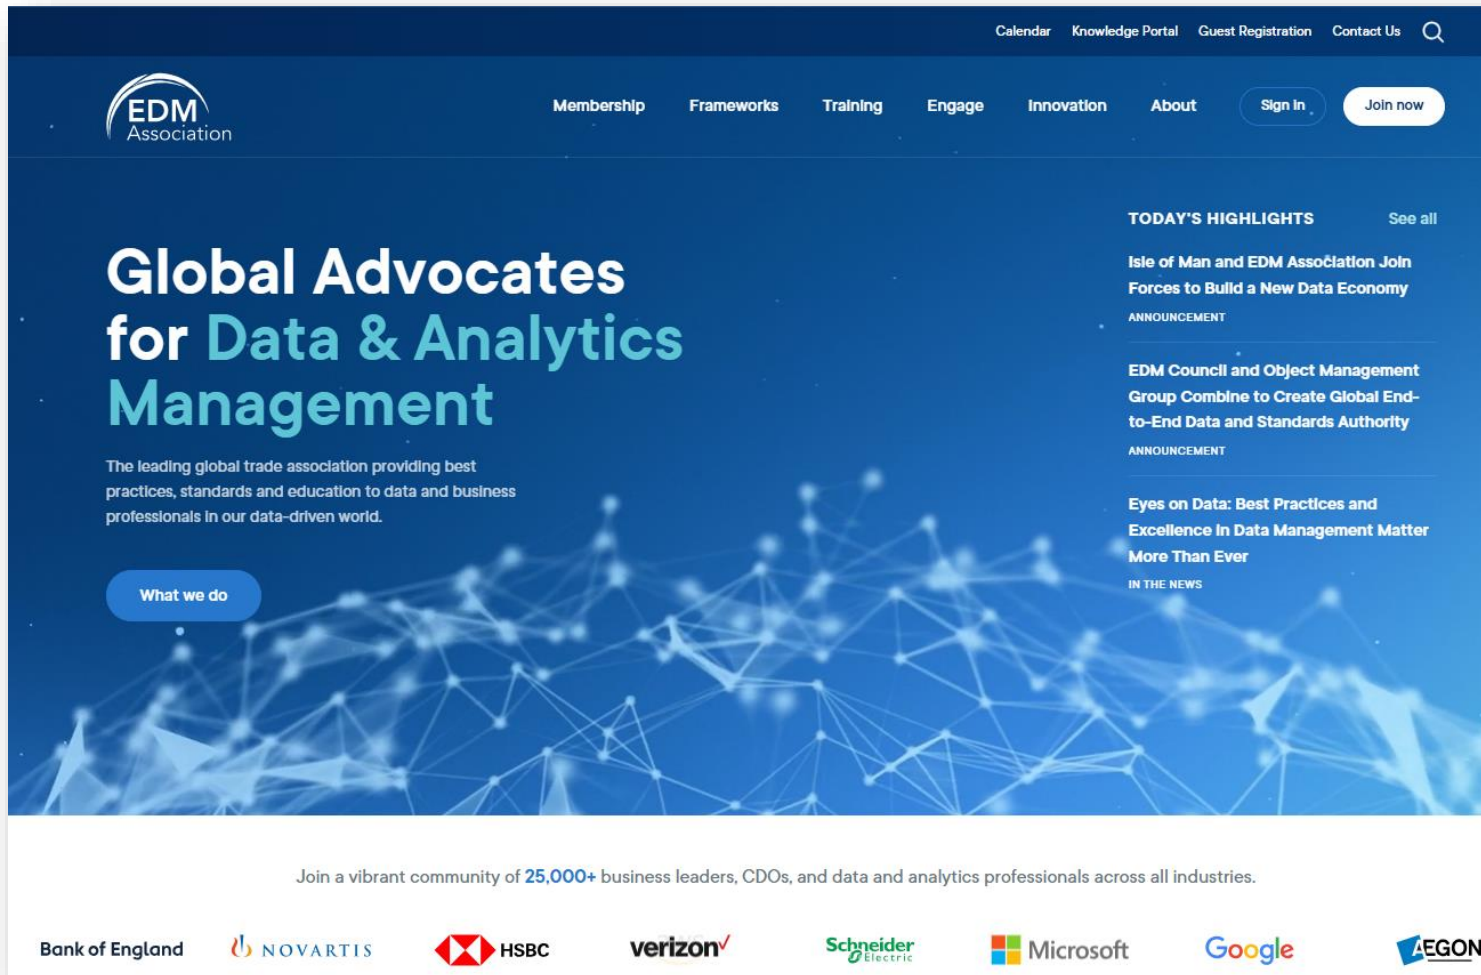 Calendar Knowledge Portal Guest Registration Contact Us
EDM
Association
Membership Frameworks Training Engage Innovation About Sign In Join now
Global Advocates
for Data & Analytics
Management
The leading global trade association providing best
practices, standards and education to data and business
professionals in our data-driven world.
What we do
TODAY'S HIGHLIGHTS See all
Isle of Man and EDM Association Join
Forces to Build a New Data Economy
ANNOUNCEMENT
EDM Council and Object Management
Group Combine to Create Global End-
to-End Data and Standards Authority
ANNOUNCEMENT
Eyes on Data: Best Practices and
Excellence in Data Management Matter
More Than Ever
IN THE NEWS
Join a vibrant community of 25,000+ business leaders, CDOs, and data and analytics professionals across all industries.
Bank of England NOVARTIS HSBC verizon Schneider Electric Microsoft Google AEGON